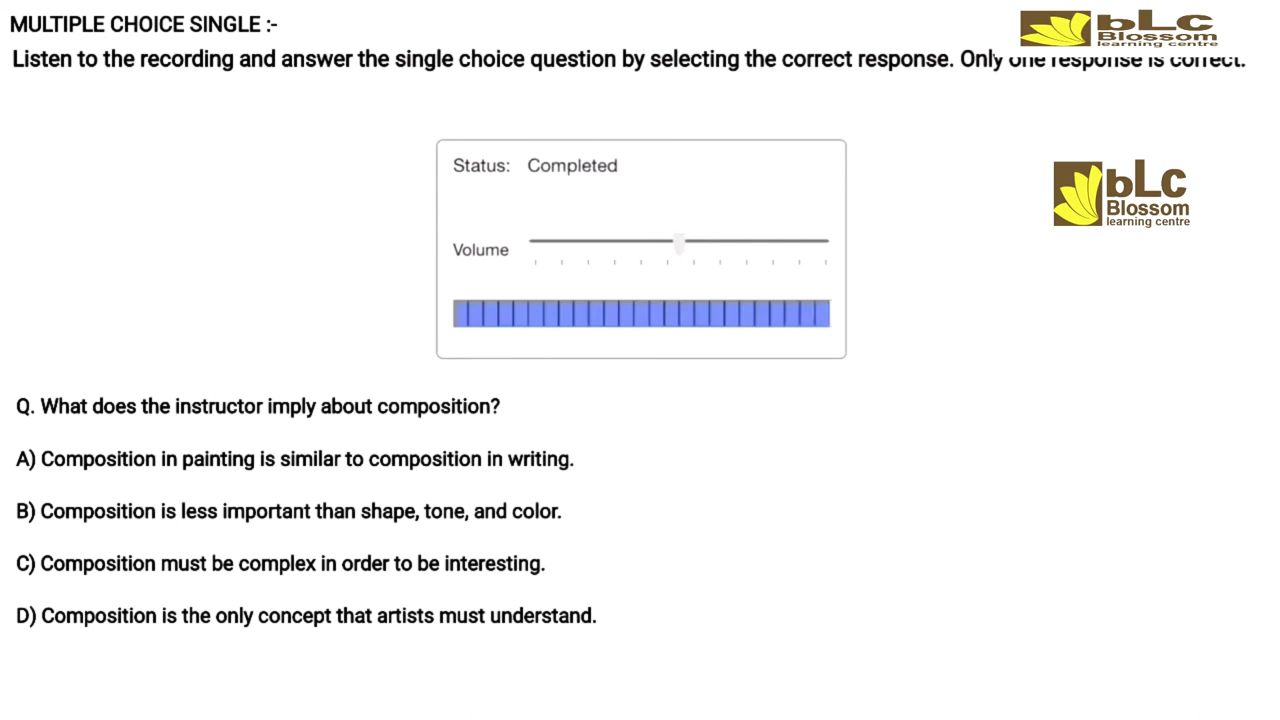 MULTIPLE CHOICE SINGLE :-
bLC
Blossom
learning centre
Listen to the recording and answer the single choice question by selecting the correct response. Only one response is correct.
Status: Completed
bLC
Blossom
learning centre
Volume
Q. What does the instructor imply about composition?
A) Composition in painting is similar to composition in writing.
B) Composition is less important than shape, tone, and color.
C) Composition must be complex in order to be interesting.
D) Composition is the only concept that artists must understand.